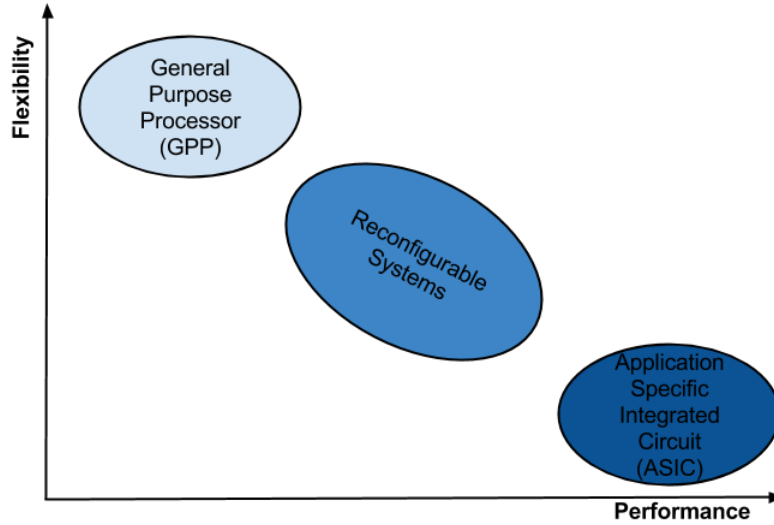 Flexibility
General
Purpose
Processor
(GPP)
Reconfigurable
Systems
Application
Specific
Integrated
Circuit
(ASIC)
Performance